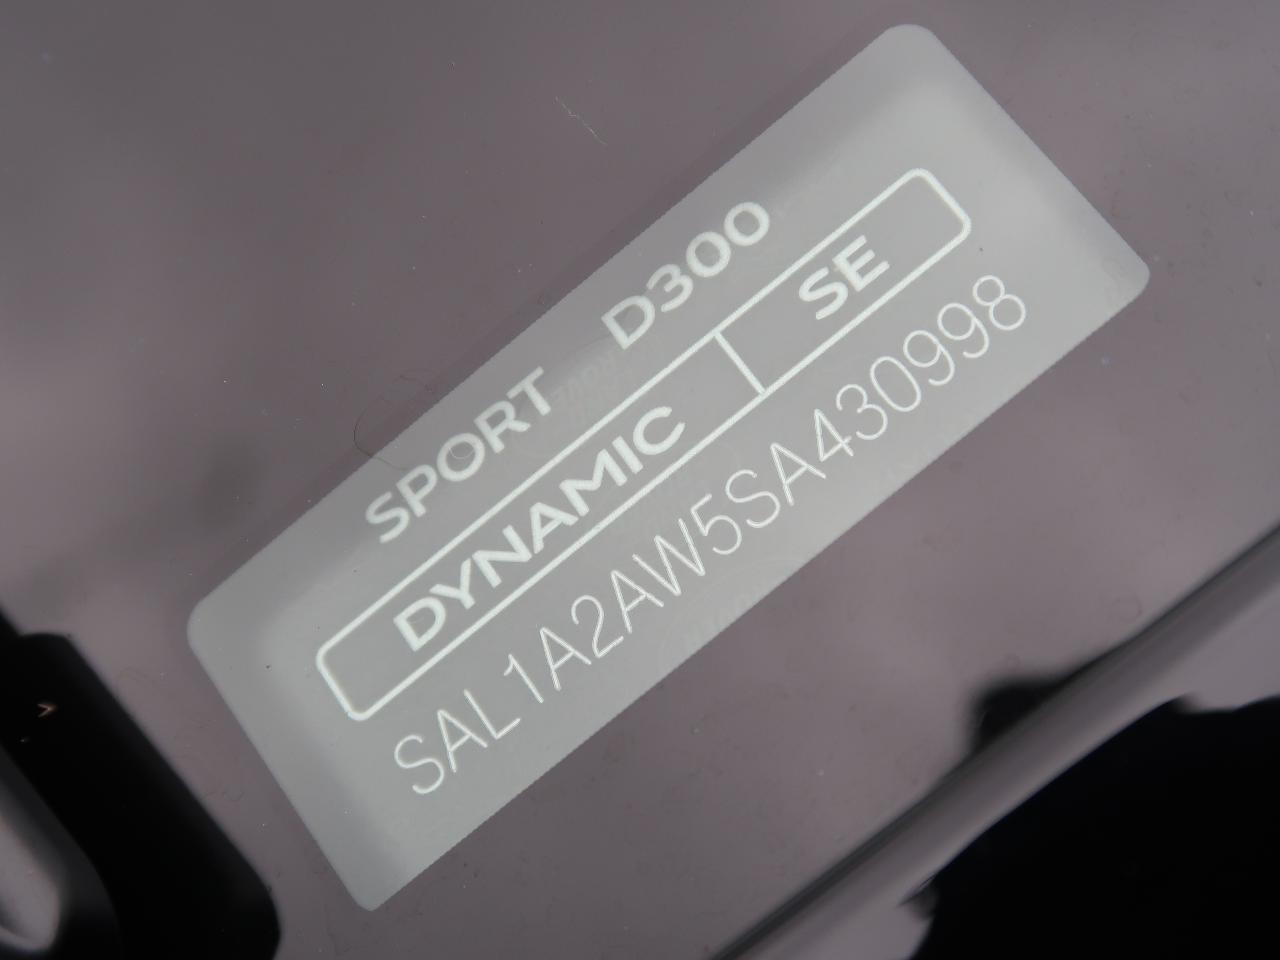 SPORT D300
DYNAMIC SE
SAL1A2AW5SA430998